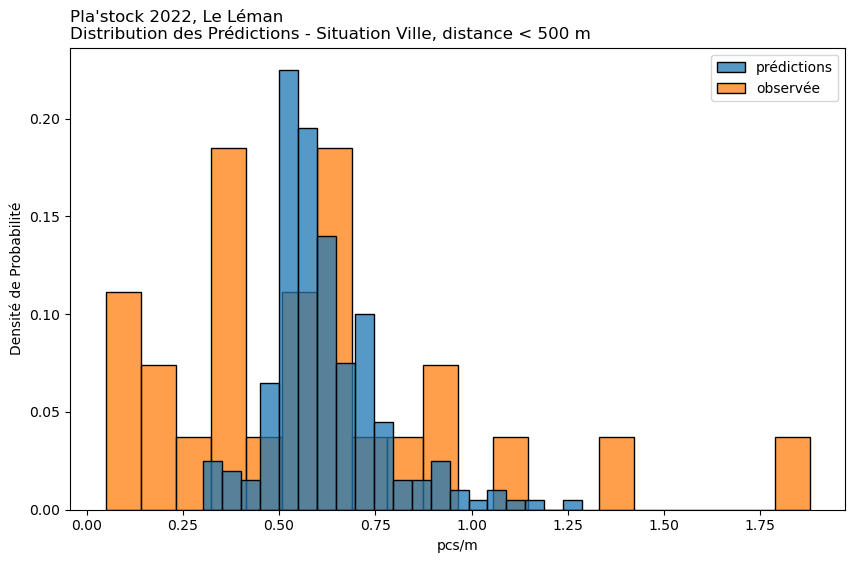 Pla'stock 2022, Le Léman
Distribution des Prédictions - Situation Ville, distance < 500 m
prédictions
observée
Densité de Probabilité
0.20
0.15
0.10
0.05
0.00
0.00 0.25 0.50 0.75 1.00 1.25 1.50 1.75
pcs/m